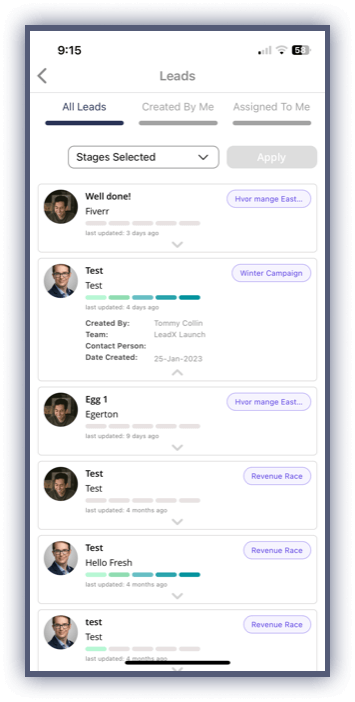 9:15
53
Leads
All Leads Created By Me Assigned To Me
Stages Selected Apply
Well done! Hvor mange East...
Fiverr
last updated: 3 days ago
Test Winter Campaign
Test
last updated: 4 days ago
Created By: Tommy Collin
Team: LeadX Launch
Contact Person:
Date Created: 25-Jan-2023
Egg 1 Hvor mange East...
Egerton
last updated: 9 days ago
Test Revenue Race
Test
last updated: 4 months ago
Test Revenue Race
Hello Fresh
last updated: 4 months ago
test Revenue Race
Test
last updated: 4 months ago